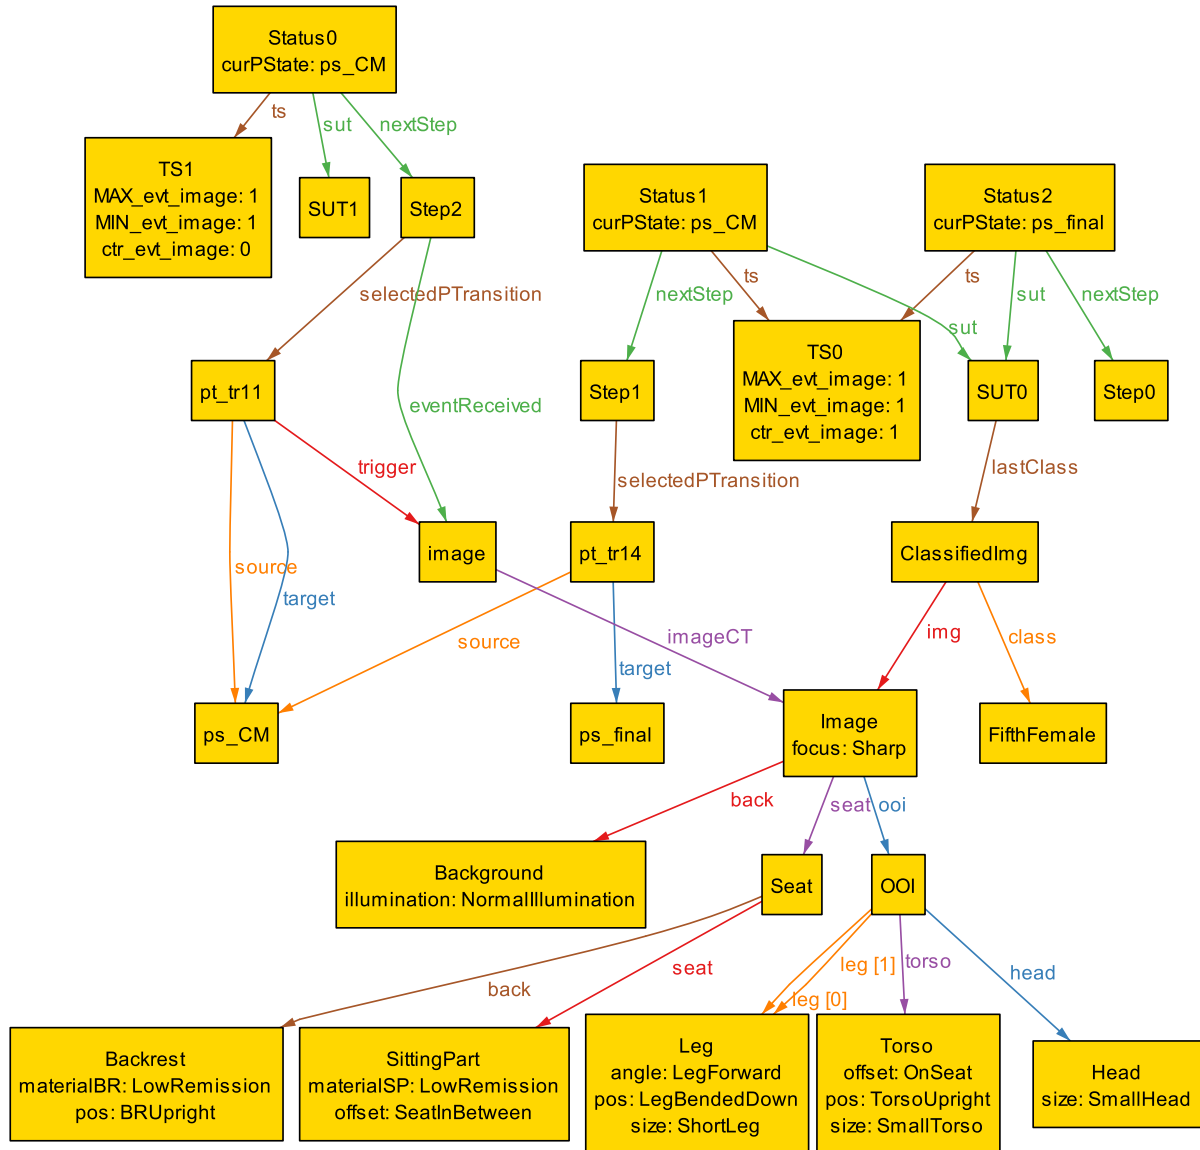 Status0
curPState: ps_CM
ts
sut
nextStep
TS1
MAX_evt_image: 1
MIN_evt_image: 1
ctr_evt_image: 0
SUT1
Step2
Status1
curPState: ps_CM
Status2
curPState: ps_final
selectedPTransition
nextStep
ts
sut
ts
sut
nextStep
pt_tr11
eventReceived
Step1
TS0
MAX_evt_image: 1
MIN_evt_image: 1
ctr_evt_image: 1
SUT0
Step0
trigger
selectedPTransition
lastClass
image
pt_tr14
ClassifiedImg
source
target
source
imageCT
target
img
class
ps_CM
ps_final
Image
focus: Sharp
FifthFemale
back
seat
ooi
Background
illumination: NormalIllumination
Seat
OOI
back
seat
leg [1]
leg [0]
torso
head
Backrest
materialBR: LowRemission
pos: BRUpright
SittingPart
materialSP: LowRemission
offset: SeatInBetween
Leg
angle: LegForward
pos: LegBendedDown
size: ShortLeg
Torso
offset: OnSeat
pos: TorsoUpright
size: SmallTorso
Head
size: SmallHead